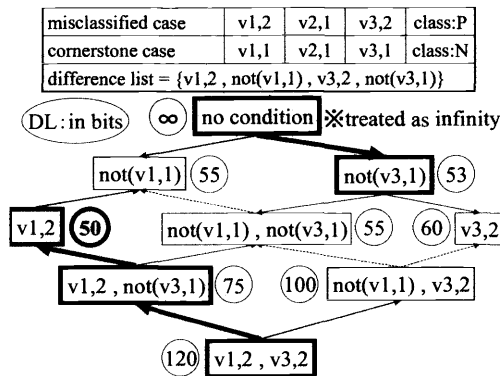 misclassified case v1,2 v2,1 v3,2 class:P
cornerstone case v1,1 v2,1 v3,1 class:N
difference list = {v1,2 , not(v1,1) , v3,2 , not(v3,1)}
DL : in bits ∞ no condition ※treated as infinity
not(v1,1) 55 not(v3,1) 53
v1,2 50 not(v1,1) , not(v3,1) 55 60 v3,2
v1,2 , not(v3,1) 75 100 not(v1,1) , v3,2
120 v1,2 , v3,2